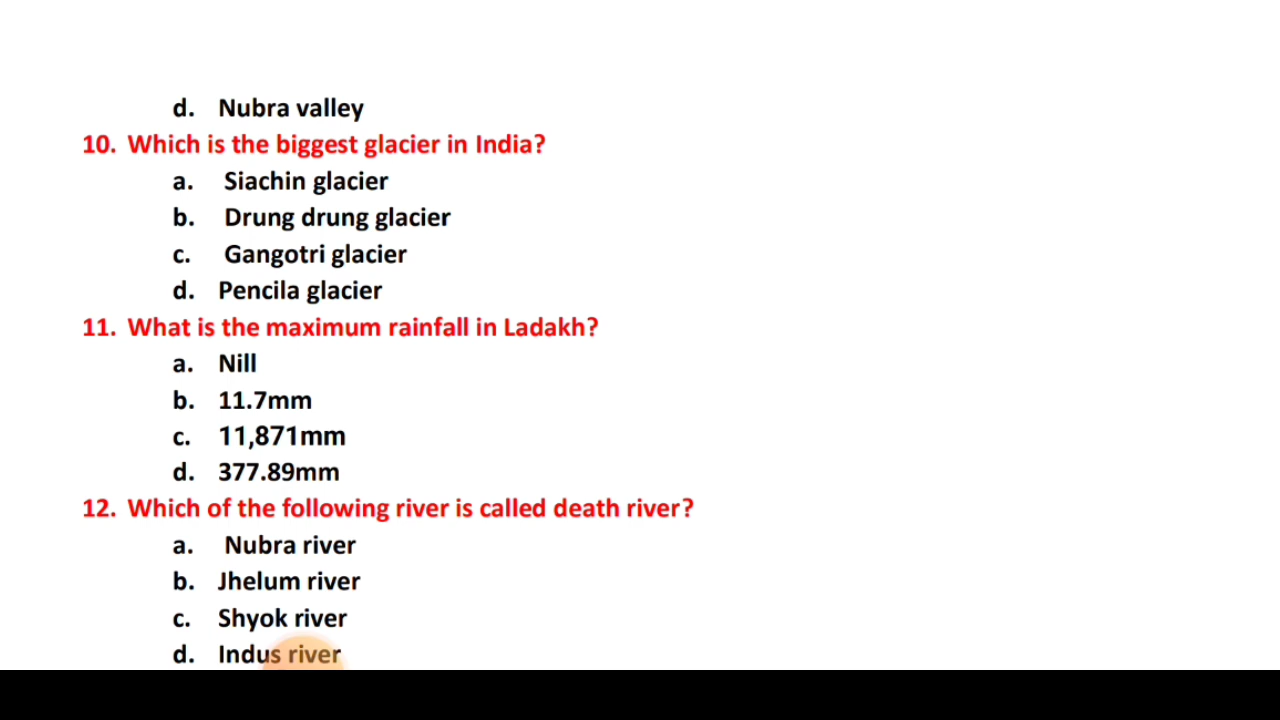 d. Nubra valley
10. Which is the biggest glacier in India?
a. Siachin glacier
b. Drung drung glacier
c. Gangotri glacier
d. Pencila glacier
11. What is the maximum rainfall in Ladakh?
a. Nill
b. 11.7mm
c. 11,871mm
d. 377.89mm
12. Which of the following river is called death river?
a. Nubra river
b. Jhelum river
c. Shyok river
d. Indus river